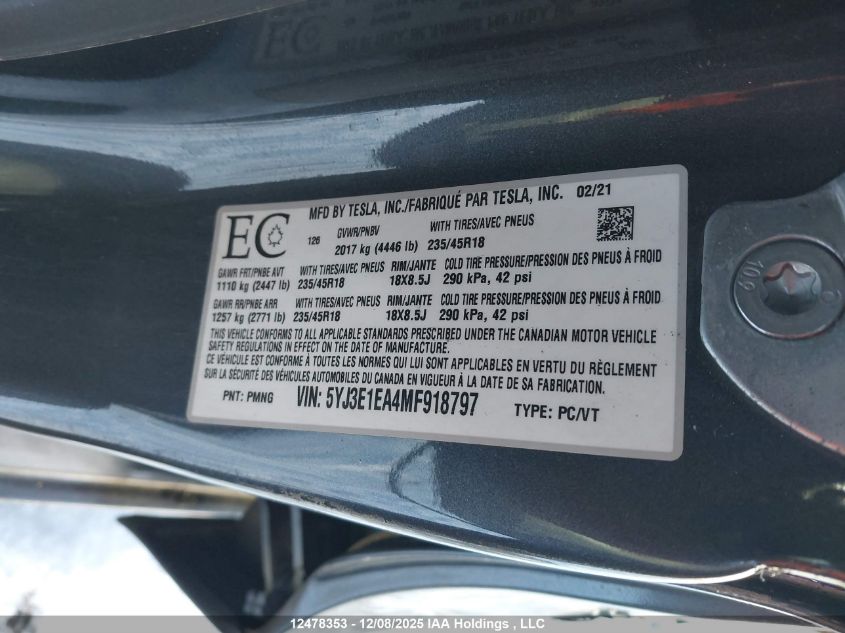 MFD BY TESLA, INC./FABRIQUÉ PAR TESLA, INC. 02/21
EC
126
GVWR/PNBV WITH TIRES/AVEC PNEUS
2017 kg (4446 lb) 235/45R18
GAWR FRT/PNBE AVT WITH TIRES/AVEC PNEUS RIM/JANTE COLD TIRE PRESSURE/PRESSION DES PNEUS À FROID
1110 kg (2447 lb) 235/45R18 18X8.5J 290 kPa, 42 psi
GAWR RR/PNBE ARR WITH TIRES/AVEC PNEUS RIM/JANTE COLD TIRE PRESSURE/PRESSION DES PNEUS À FROID
1257 kg (2771 lb) 235/45R18 18X8.5J 290 kPa, 42 psi
THIS VEHICLE CONFORMS TO ALL APPLICABLE STANDARDS PRESCRIBED UNDER THE CANADIAN MOTOR VEHICLE
SAFETY REGULATIONS IN EFFECT ON THE DATE OF MANUFACTURE.
CE VÉHICULE EST CONFORME À TOUTES LES NORMES QUI LUI SONT APPLICABLES EN VERTU DU RÈGLEMENT
SUR LA SÉCURITÉ DES VÉHICULES AUTOMOBILES DU CANADA EN VIGUEUR À LA DATE DE SA FABRICATION.
PNT: PMNG VIN: 5YJ3E1EA4MF918797 TYPE: PC/VT
10.9
12478353 - 12/08/2025 IAA Holdings , LLC